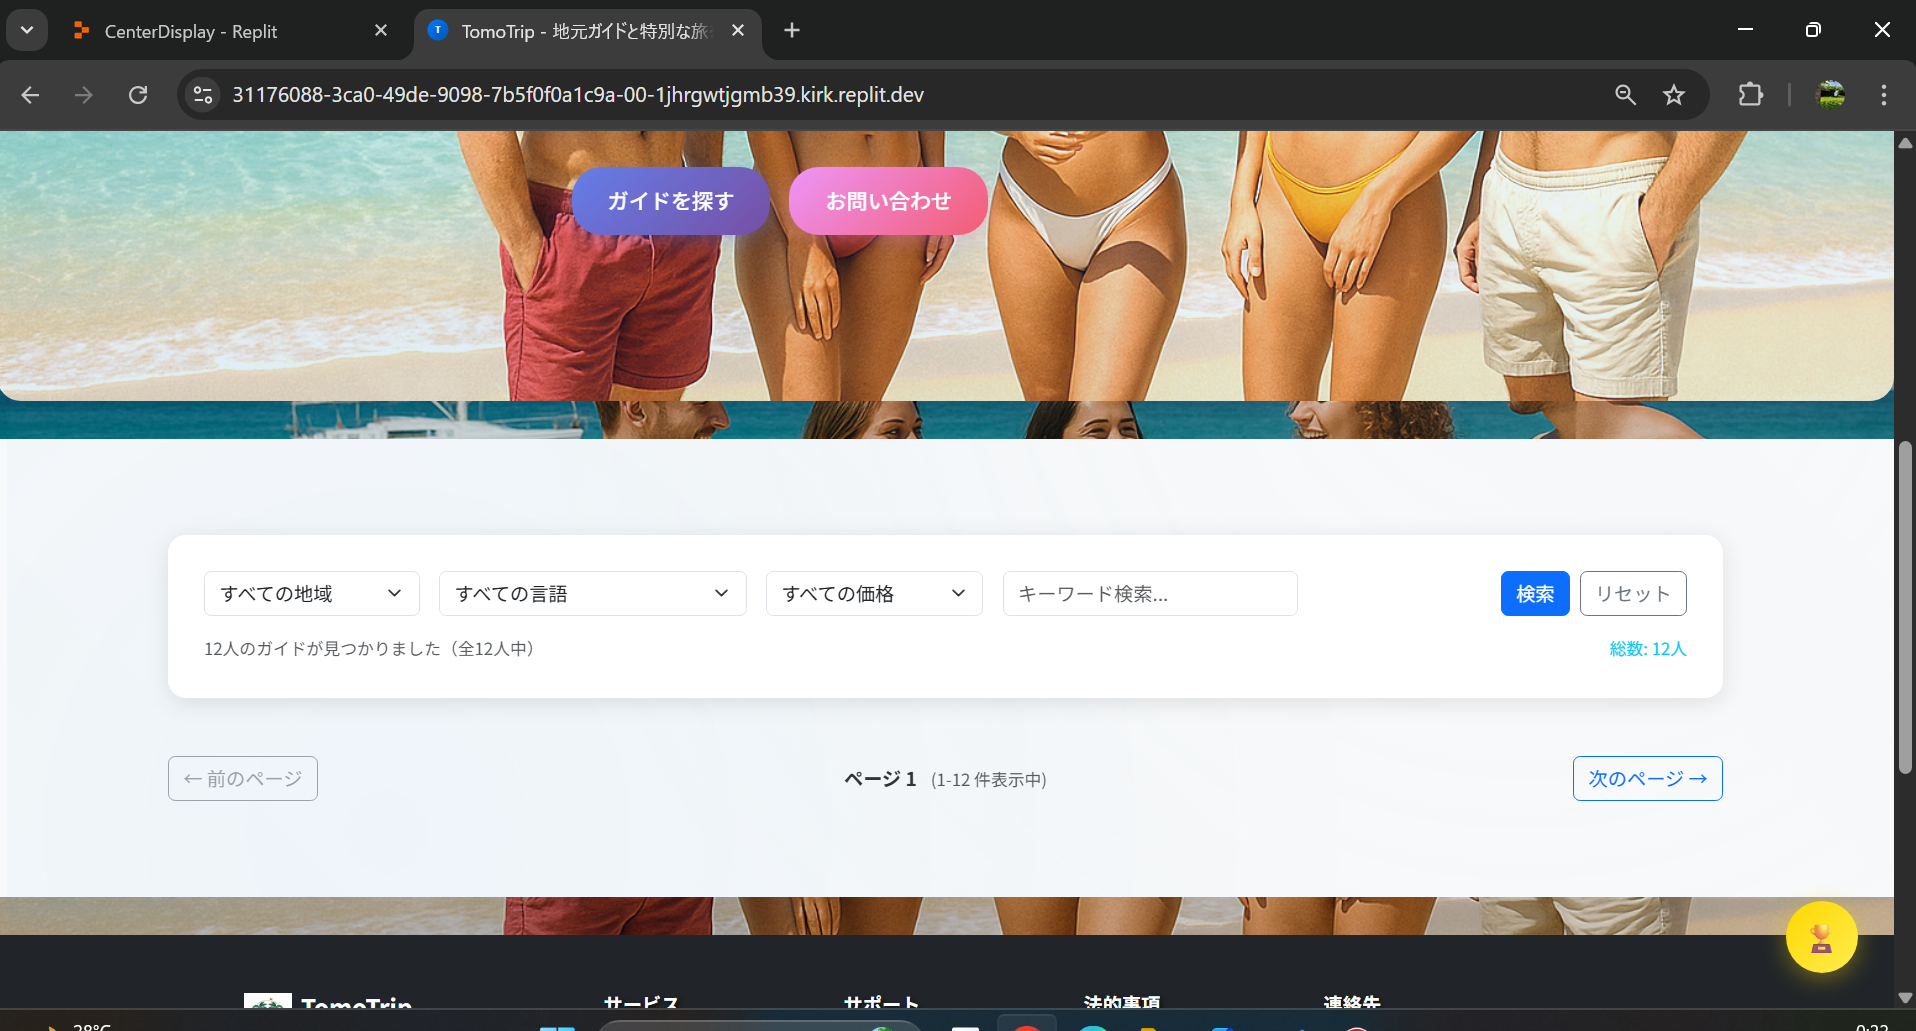 CenterDisplay - Replit
TomoTrip - 地元ガイドと特別な旅
31176088-3ca0-49de-9098-7b5f0f0a1c9a-00-1jhrgwtjgmb39.kirk.replit.dev
ガイドを探す
お問い合わせ
すべての地域
すべての言語
すべての価格
キーワード検索...
検索
リセット
12人のガイドが見つかりました（全12人中）
総数: 12人
← 前のページ
ページ 1 (1-12 件表示中)
次のページ →
TomoTrip
サービス
サポート
法的事項
連絡先